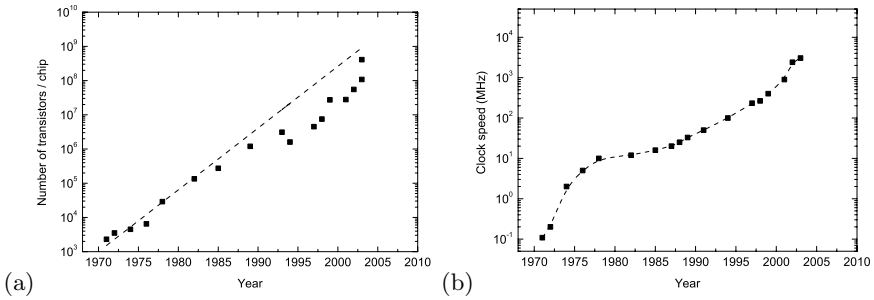 10^10
10^9
10^8
10^7
10^6
10^5
10^4
10^3
Number of transistors / chip
1970 1975 1980 1985 1990 1995 2000 2005 2010
Year
(a)
10^4
10^3
10^2
10^1
10^0
10^-1
Clock speed (MHz)
1970 1975 1980 1985 1990 1995 2000 2005 2010
Year
(b)